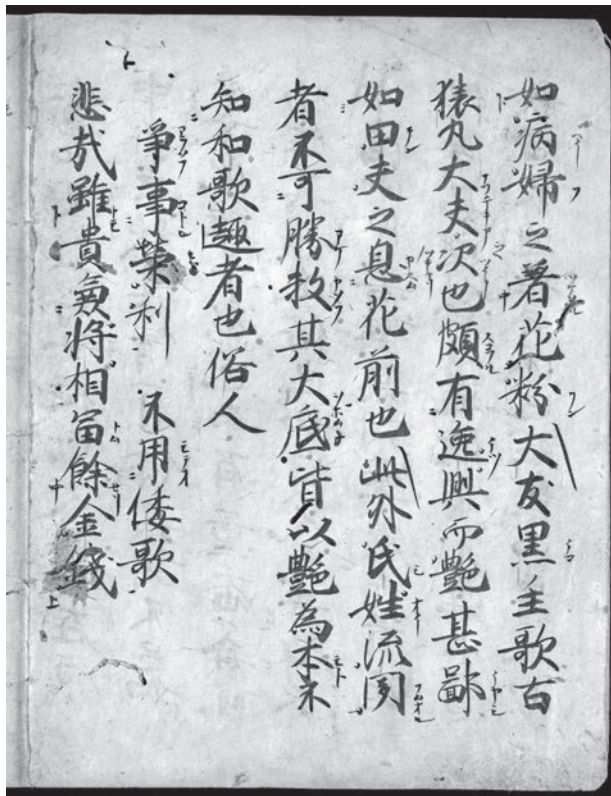 如病婦之着花粉大友黒主歌古
猿丸大夫次也頗有逸興而艶甚鄙
如田夫之息花前也此外氏姓流聞
者不可勝数其大底皆以艶為本不
知和歌趣者也俗人
争事榮利　不用倭歌
悲哉雖貴兼将相冨餘金錢